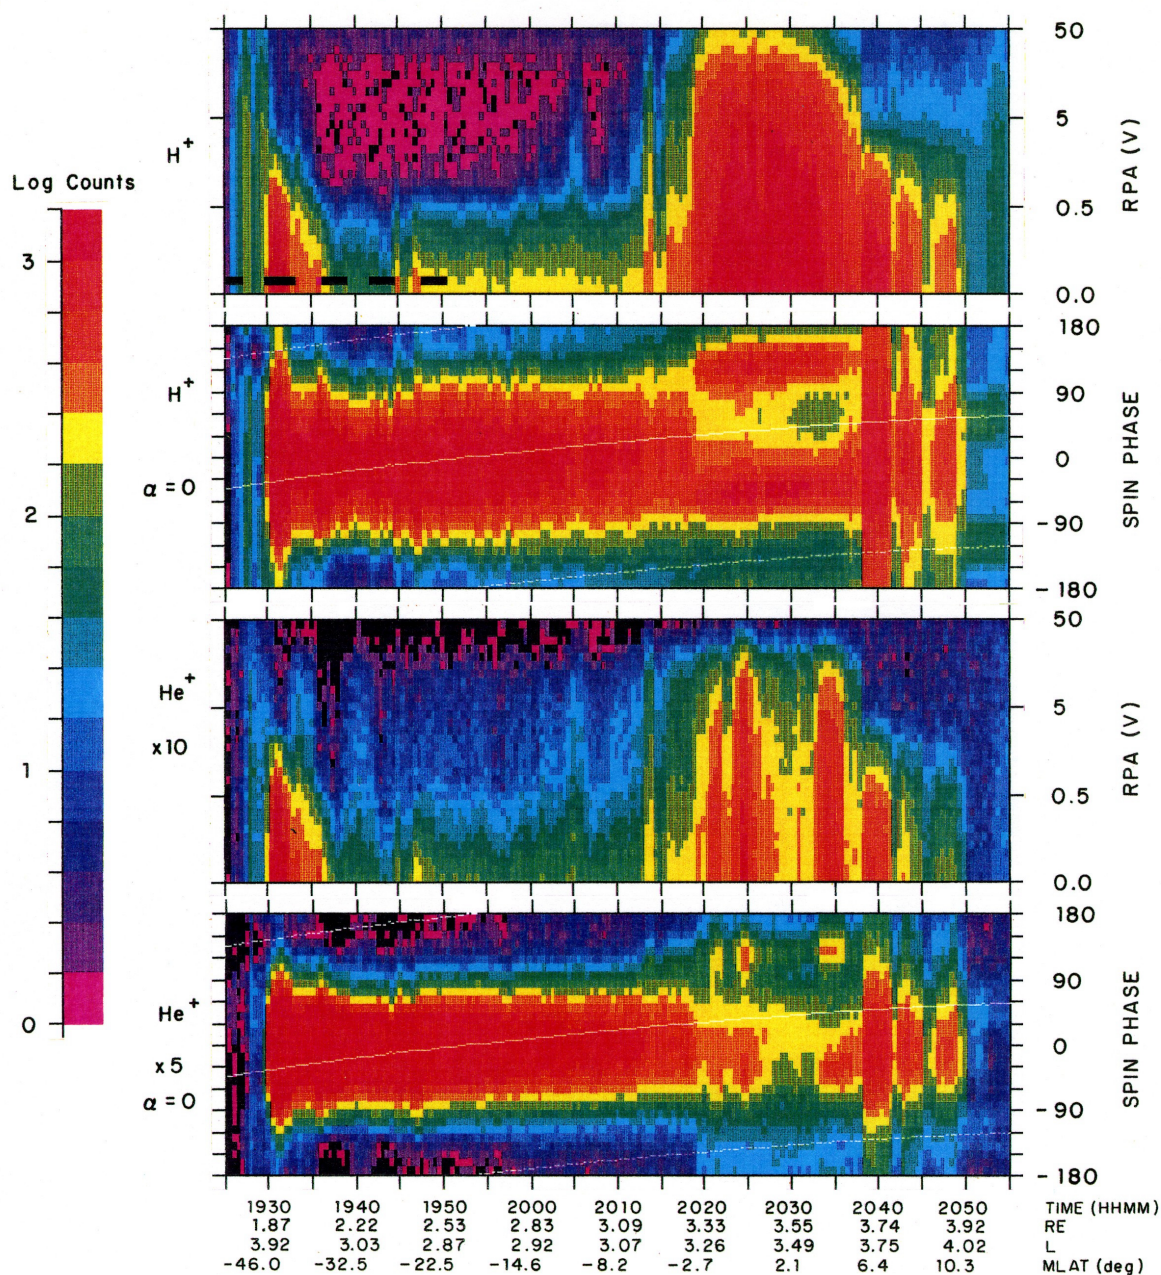 Log Counts
3
2
1
0
H+
50
5
0.5
0.0
RPA (V)
H+
α = 0
180
90
0
-90
-180
SPIN PHASE
He+
x10
50
5
0.5
0.0
RPA (V)
He+
x 5
α = 0
180
90
0
-90
-180
SPIN PHASE
1930 1940 1950 2000 2010 2020 2030 2040 2050 TIME (HHMM)
1.87 2.22 2.53 2.83 3.09 3.33 3.55 3.74 3.92 RE
3.92 3.03 2.87 2.92 3.07 3.26 3.49 3.75 4.02 L
-46.0 -32.5 -22.5 -14.6 -8.2 -2.7 2.1 6.4 10.3 MLAT (deg)